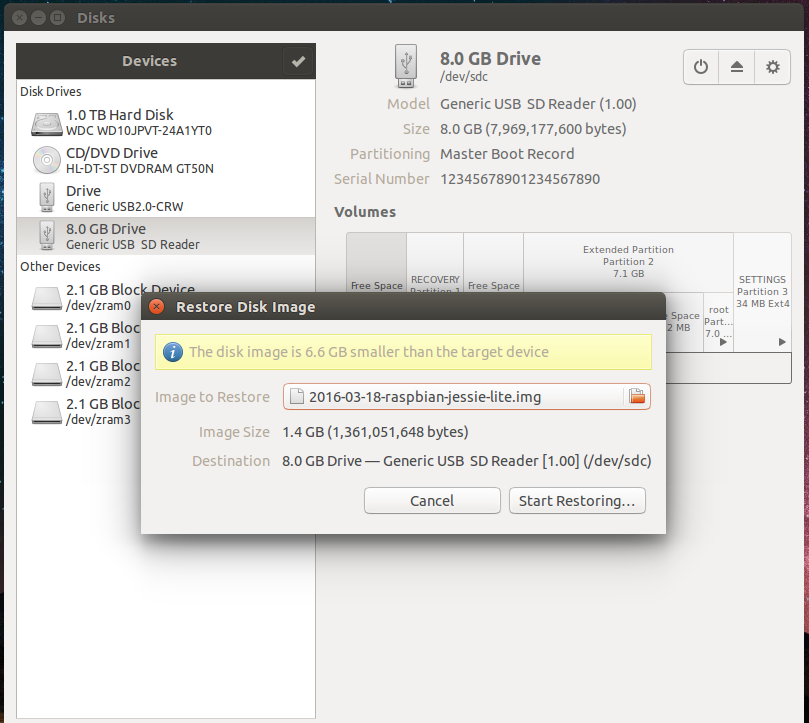 Disks
Devices
Disk Drives
1.0 TB Hard Disk
WDC WD10JPVT-24A1YT0
CD/DVD Drive
HL-DT-ST DVDRAM GT50N
Drive
Generic USB2.0-CRW
8.0 GB Drive
Generic USB SD Reader
Other Devices
2.1 GB Block Device
/dev/zram0
2.1 GB Bloc
/dev/zram1
2.1 GB Bloc
/dev/zram2
2.1 GB Bloc
/dev/zram3
8.0 GB Drive
/dev/sdc
Model Generic USB SD Reader (1.00)
Size 8.0 GB (7,969,177,600 bytes)
Partitioning Master Boot Record
Serial Number 12345678901234567890
Volumes
Free Space
RECOVERY
Partition 1
Free Space
Extended Partition
Partition 2
7.1 GB
Space
2 MB
root
Part...
7.0 ...
SETTINGS
Partition 3
34 MB Ext4
Restore Disk Image
The disk image is 6.6 GB smaller than the target device
Image to Restore 2016-03-18-raspbian-jessie-lite.img
Image Size 1.4 GB (1,361,051,648 bytes)
Destination 8.0 GB Drive — Generic USB SD Reader [1.00] (/dev/sdc)
Cancel Start Restoring...